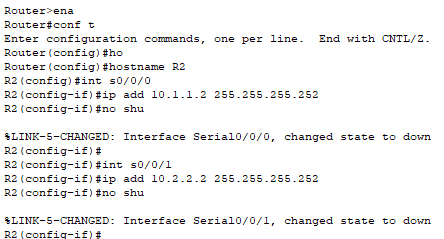 Router>ena
Router#conf t
Enter configuration commands, one per line.  End with CNTL/Z.
Router(config)#ho
Router(config)#hostname R2
R2(config)#int s0/0/0
R2(config-if)#ip add 10.1.1.2 255.255.255.252
R2(config-if)#no shu
%LINK-5-CHANGED: Interface Serial0/0/0, changed state to down
R2(config-if)#
R2(config-if)#int s0/0/1
R2(config-if)#ip add 10.2.2.2 255.255.255.252
R2(config-if)#no shu
%LINK-5-CHANGED: Interface Serial0/0/1, changed state to down
R2(config-if)#